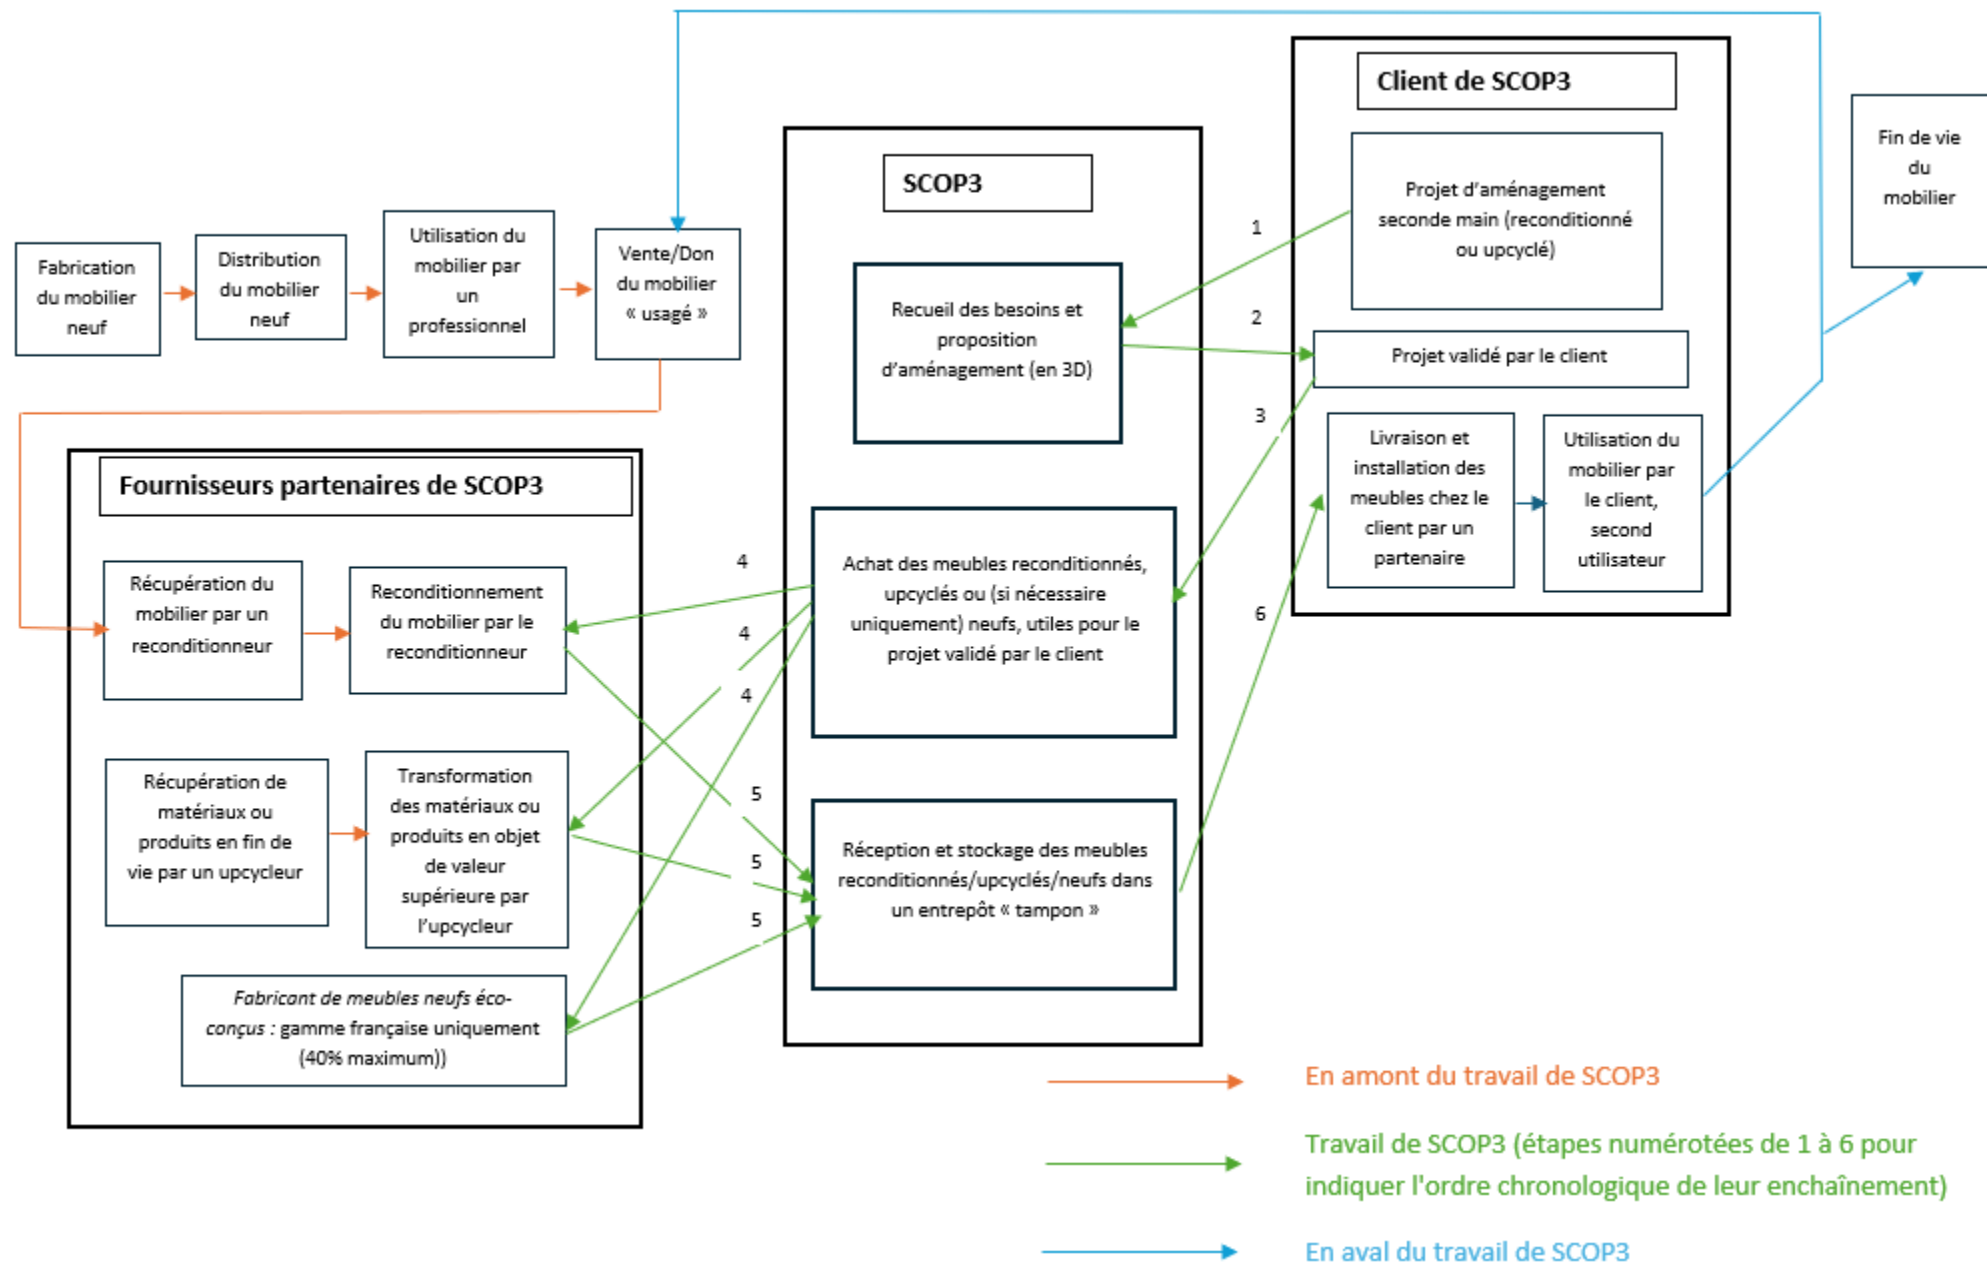 Fabrication
du mobilier
neuf
Distribution
du mobilier
neuf
Utilisation du
mobilier par
un
professionnel
Vente/Don
du mobilier
« usagé »
Fournisseurs partenaires de SCOP3
Récupération du
mobilier par un
reconditionneur
Reconditionnement
du mobilier par le
reconditionneur
Récupération de
matériaux ou
produits en fin de
vie par un upcycleur
Transformation
des matériaux ou
produits en objet
de valeur
supérieure par
l’upcycleur
Fabricant de meubles neufs éco-
conçus : gamme française uniquement
(40% maximum))
4
4
4
5
5
5
SCOP3
Recueil des besoins et
proposition
d’aménagement (en 3D)
Achat des meubles reconditionnés,
upcyclés ou (si nécessaire
uniquement) neufs, utiles pour le
projet validé par le client
Réception et stockage des meubles
reconditionnés/upcyclés/neufs dans
un entrepôt « tampon »
1
2
3
6
Client de SCOP3
Projet d’aménagement
seconde main (reconditionné
ou upcyclé)
Projet validé par le client
Livraison et
installation des
meubles chez le
client par un
partenaire
Utilisation du
mobilier par
le client,
second
utilisateur
Fin de vie
du
mobilier
En amont du travail de SCOP3
Travail de SCOP3 (étapes numérotées de 1 à 6 pour
indiquer l'ordre chronologique de leur enchaînement)
En aval du travail de SCOP3